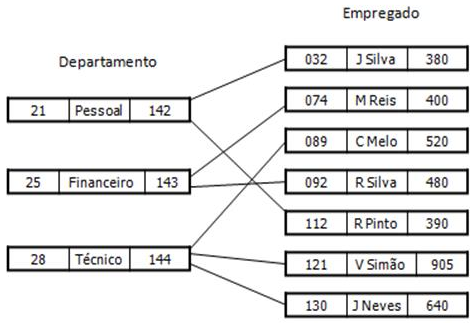 Empregado
Departamento
032 J Silva 380
074 M Reis 400
21 Pessoal 142
089 C Melo 520
25 Financeiro 143
092 R Silva 480
112 R Pinto 390
28 Técnico 144
121 V Simão 905
130 J Neves 640